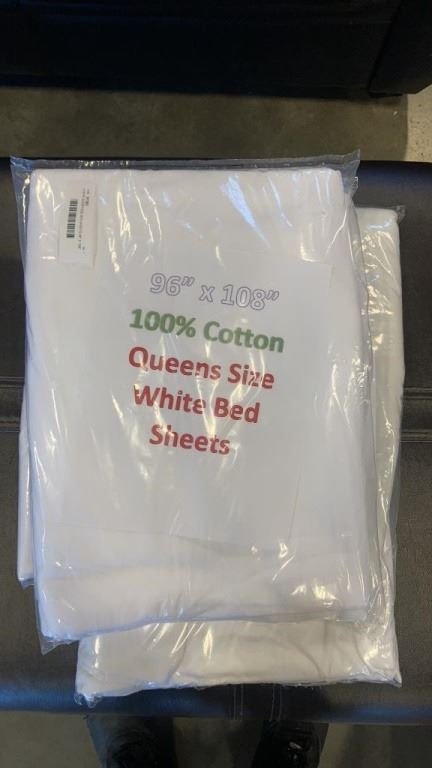 96” x 108”
100% Cotton
Queens Size
White Bed
Sheets